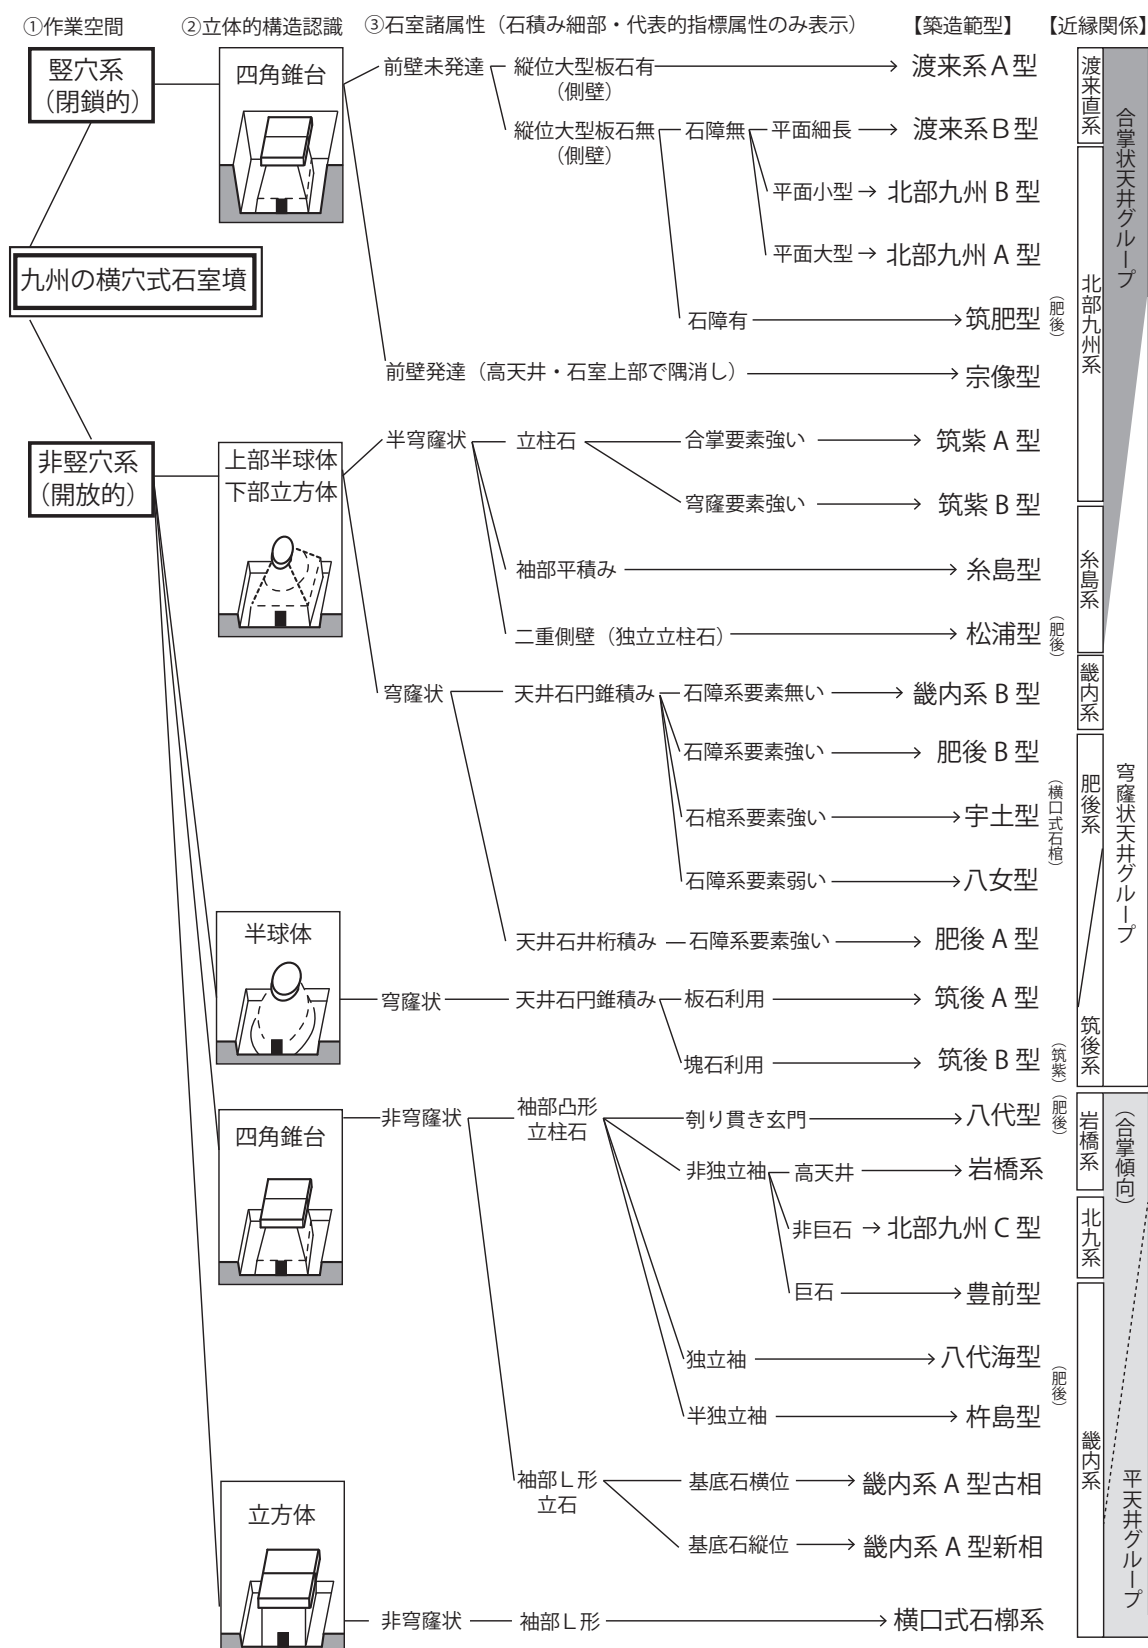 ①作業空間　②立体的構造認識　③石室諸属性（石積み細部・代表的指標属性のみ表示）　【築造範型】　【近縁関係】
竪穴系
（閉鎖的）
四角錐台
前壁未発達
縦位大型板石有
（側壁）
渡来系 A 型
縦位大型板石無
（側壁）
石障無
平面細長
渡来系 B 型
平面小型
北部九州 B 型
平面大型
北部九州 A 型
石障有
筑肥型
（肥後）
前壁発達（高天井・石室上部で隅消し）
宗像型
九州の横穴式石室墳
非竪穴系
（開放的）
上部半球体
下部立方体
半穹窿状
立柱石
合掌要素強い
筑紫 A 型
穹窿要素強い
筑紫 B 型
袖部平積み
糸島型
二重側壁（独立立柱石）
松浦型
（肥後）
穹窿状
天井石円錐積み
石障系要素無い
畿内系 B 型
石障系要素強い
肥後 B 型
石棺系要素強い
宇土型
（横口式石棺）
石障系要素弱い
八女型
天井石井桁積み
石障系要素強い
肥後 A 型
半球体
穹窿状
天井石円錐積み
板石利用
筑後 A 型
塊石利用
筑後 B 型
（筑紫）
四角錐台
非穹窿状
袖部凸形
立柱石
刳り貫き玄門
八代型
（肥後）
非独立袖
高天井
岩橋系
非巨石
北部九州 C 型
巨石
豊前型
独立袖
八代海型
（肥後）
半独立袖
杵島型
袖部 L 形
立石
基底石横位
畿内系 A 型古相
基底石縦位
畿内系 A 型新相
立方体
非穹窿状
袖部 L 形
横口式石槨系
渡来直系
北部九州系
糸島系
畿内系
肥後系
筑後系
岩橋系
北九系
畿内系
合掌状天井グループ
穹窿状天井グループ
（合掌傾向）
平天井グループ